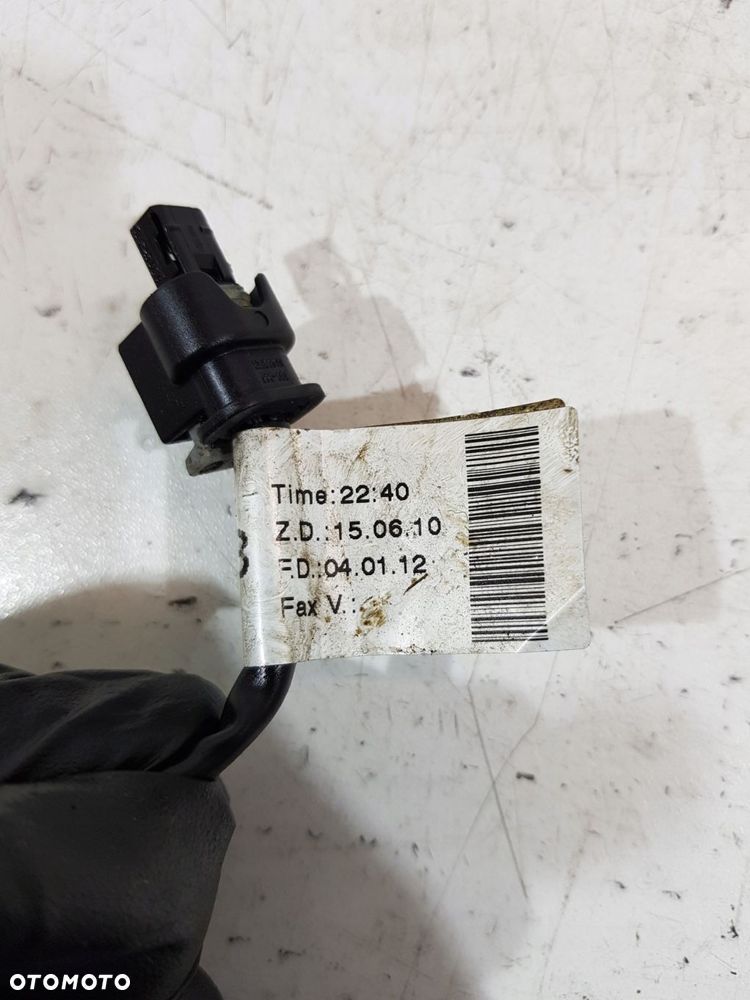 Time:22:40
Z.D.:15.06.10
F.D.:04.01.12
Fax V.:
OTOMOTO